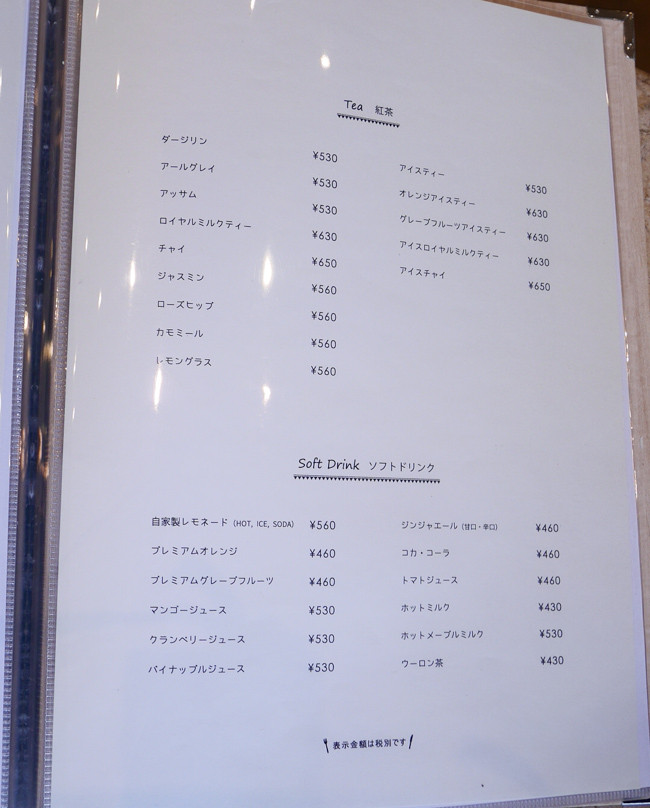 Tea 紅茶
ダージリン ¥530
アールグレイ ¥530
アッサム ¥530
ロイヤルミルクティー ¥630
チャイ ¥650
ジャスミン ¥560
ローズヒップ ¥560
カモミール ¥560
レモングラス ¥560
アイスティー ¥530
オレンジアイスティー ¥630
グレープフルーツアイスティー ¥630
アイスロイヤルミルクティー ¥630
アイスチャイ ¥650
Soft Drink ソフトドリンク
自家製レモネード (HOT, ICE, SODA) ¥560
プレミアムオレンジ ¥460
プレミアムグレープフルーツ ¥460
マンゴージュース ¥530
クランベリージュース ¥530
パイナップルジュース ¥530
ジンジャエール (甘口・辛口) ¥460
コカ・コーラ ¥460
トマトジュース ¥460
ホットミルク ¥430
ホットメープルミルク ¥530
ウーロン茶 ¥430
表示金額は税別です